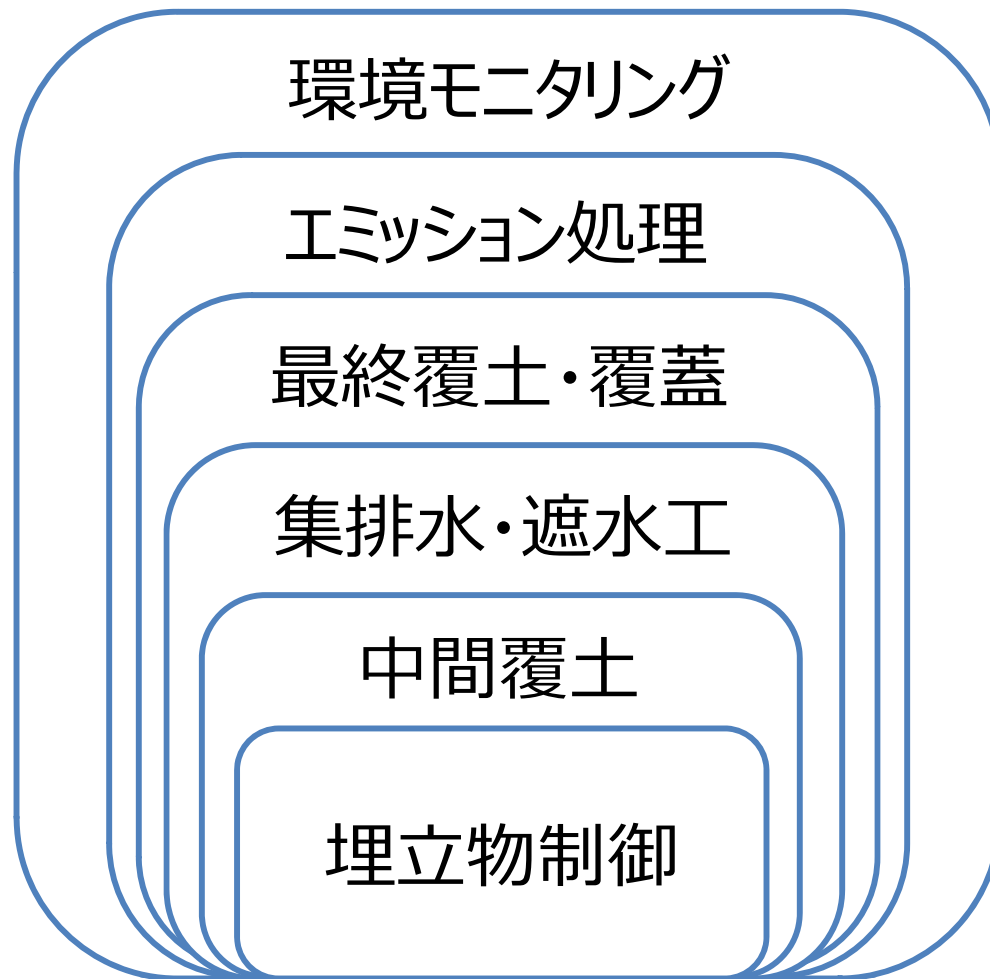 環境モニタリング
エミッション処理
最終覆土・覆蓋
集排水・遮水工
中間覆土
埋立物制御